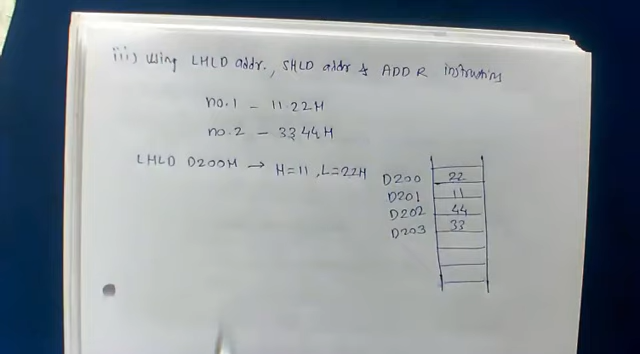 iii) Using LHLD addr., SHLD addr & ADD R instructions
no.1 - 1122H
no.2 - 3344H
LHLD D200H → H=11, L=22H
D200 22
D201 11
D202 44
D203 33